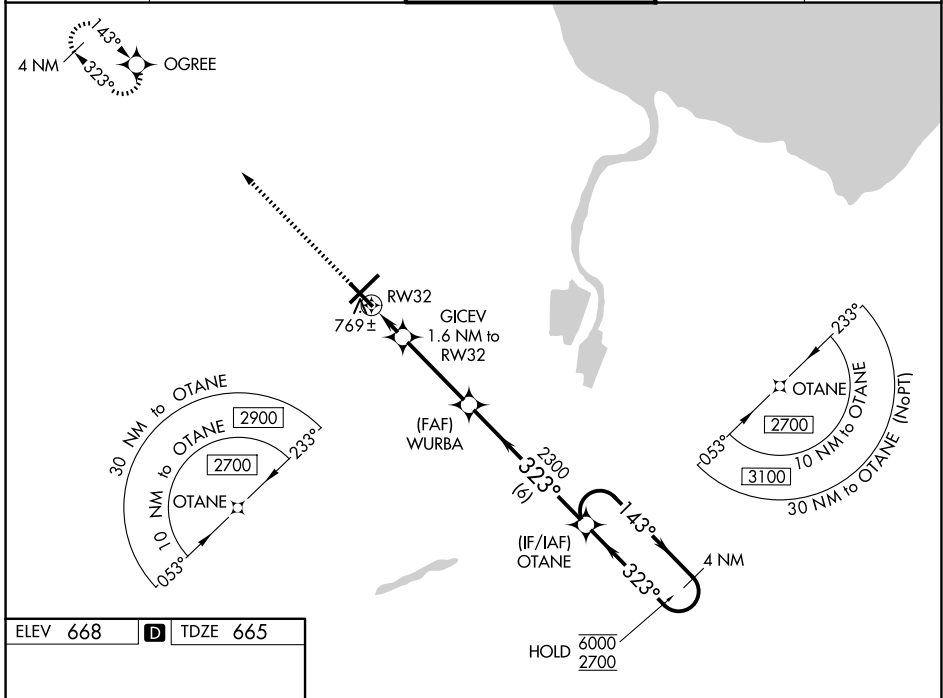 143°
4 NM
323°
OGREE
RW32
769±
GICEV
1.6 NM to
RW32
(FAF)
WURBA
2300
323°
(6)
(IF/IAF)
OTANE
143°
4 NM
323°
HOLD 6000
2700
30 NM to OTANE
2900
10 NM to OTANE
2700
233°
OTANE
053°
233°
OTANE
2700
10 NM to OTANE
053°
3100
30 NM to OTANE (NoPT)
ELEV 668 D TDZE 665